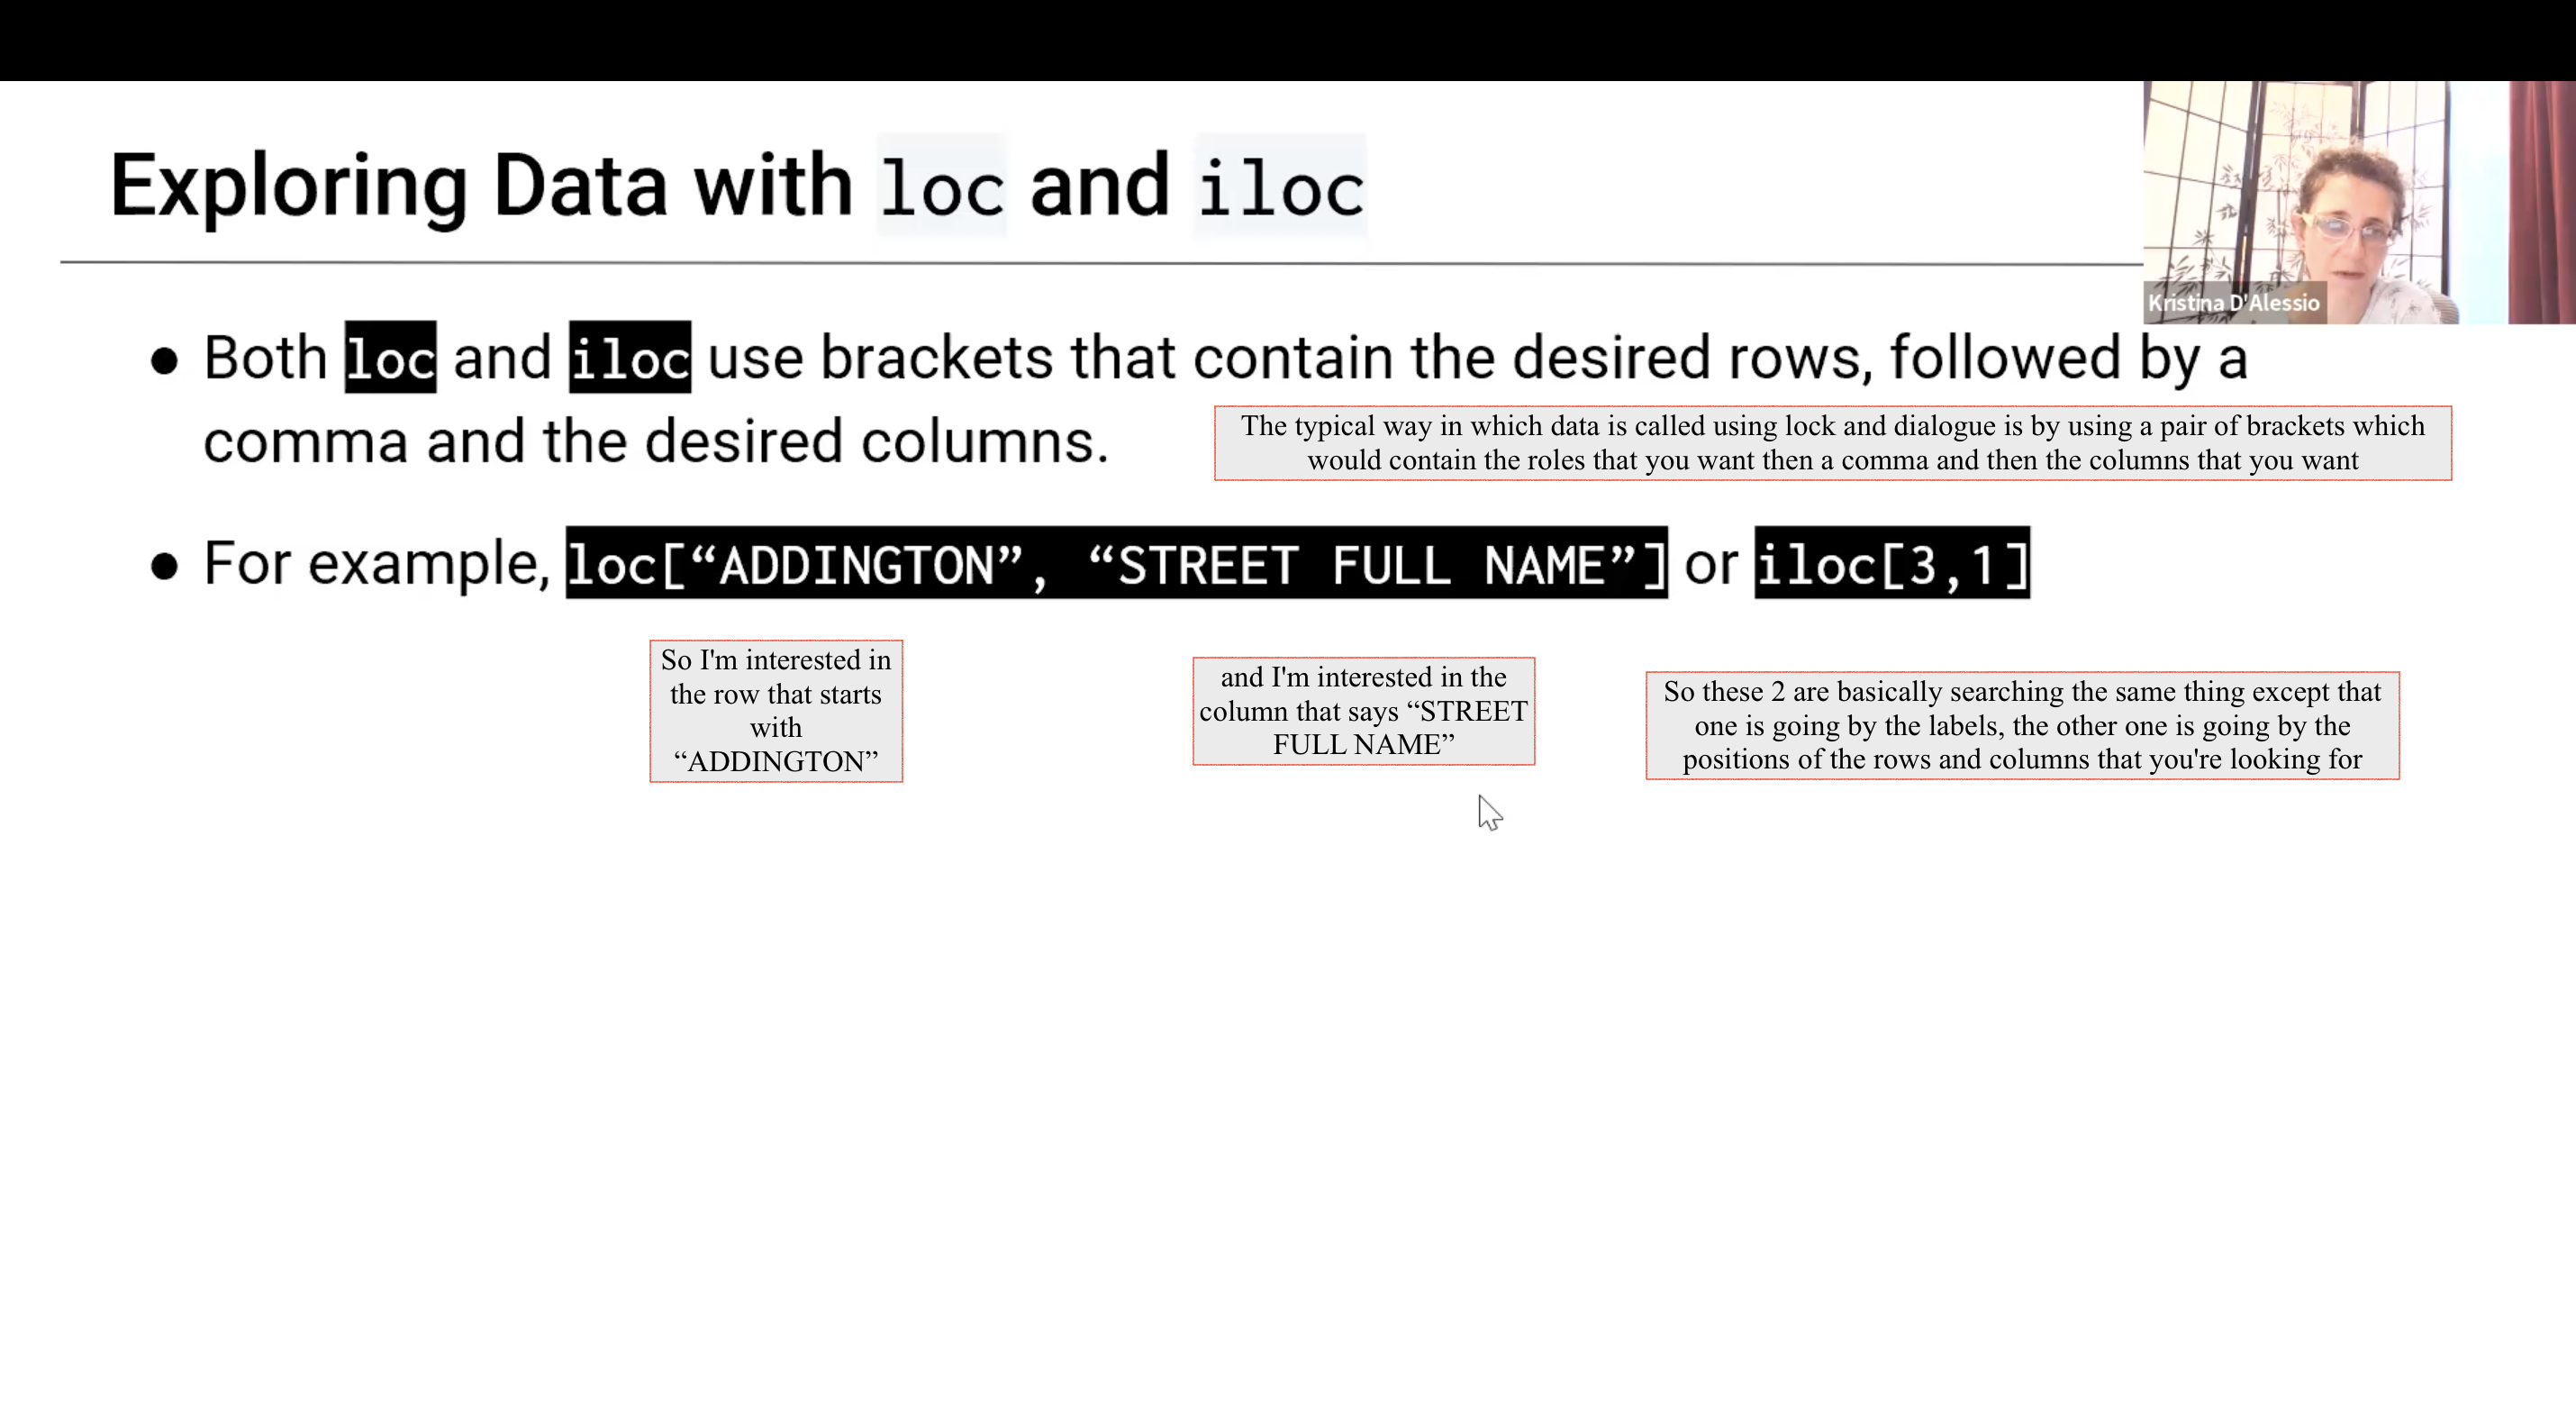 Exploring Data with loc and iloc
Kristina D'Alessio
● Both loc and iloc use brackets that contain the desired rows, followed by a
comma and the desired columns.
The typical way in which data is called using lock and dialogue is by using a pair of brackets which
would contain the roles that you want then a comma and then the columns that you want
● For example, loc[“ADDINGTON”, “STREET FULL NAME”] or iloc[3,1]
So I'm interested in
the row that starts
with
“ADDINGTON”
and I'm interested in the
column that says “STREET
FULL NAME”
So these 2 are basically searching the same thing except that
one is going by the labels, the other one is going by the
positions of the rows and columns that you're looking for